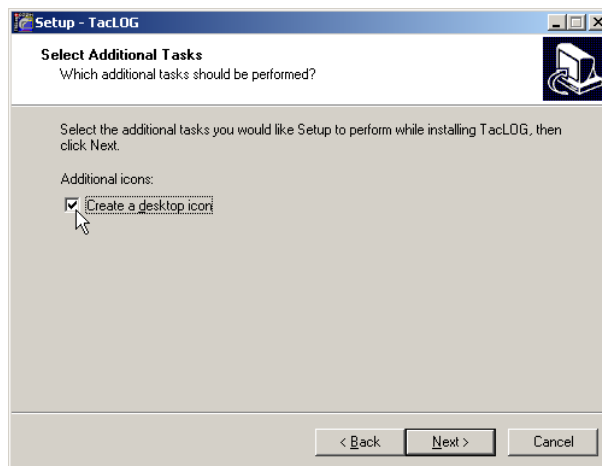 Setup - TacLOG
Select Additional Tasks
Which additional tasks should be performed?
Select the additional tasks you would like Setup to perform while installing TacLOG, then
click Next.
Additional icons:
Create a desktop icon
< Back Next > Cancel